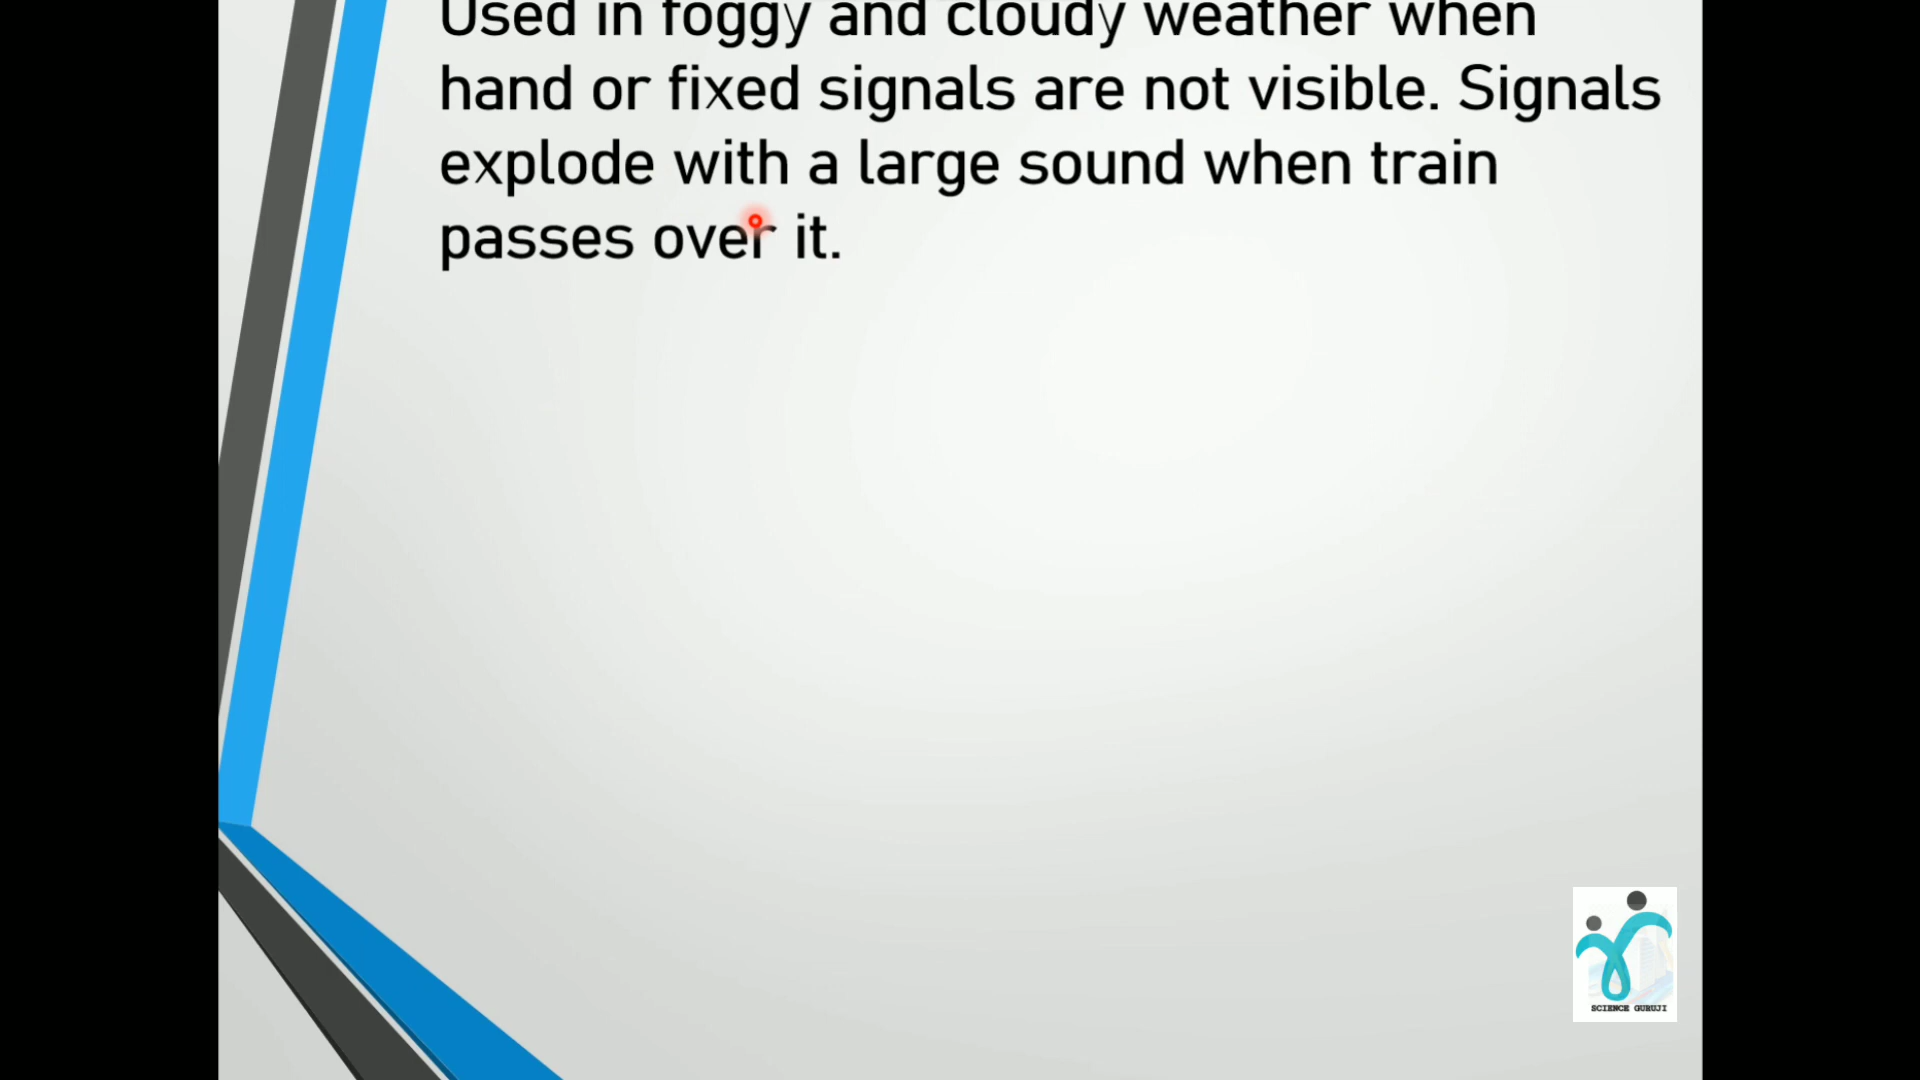 Used in foggy and cloudy weather when
hand or fixed signals are not visible. Signals
explode with a large sound when train
passes over it.
SCIENCE GURUJI